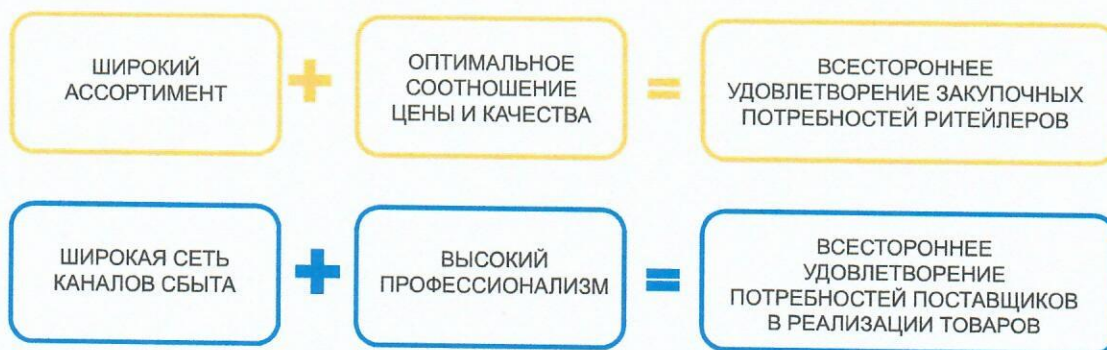 ШИРОКИЙ
АССОРТИМЕНТ
+
ОПТИМАЛЬНОЕ
СООТНОШЕНИЕ
ЦЕНЫ И КАЧЕСТВА
=
ВСЕСТОРОННЕЕ
УДОВЛЕТВОРЕНИЕ ЗАКУПОЧНЫХ
ПОТРЕБНОСТЕЙ РИТЕЙЛЕРОВ
ШИРОКАЯ СЕТЬ
КАНАЛОВ СБЫТА
+
ВЫСОКИЙ
ПРОФЕССИОНАЛИЗМ
=
ВСЕСТОРОННЕЕ
УДОВЛЕТВОРЕНИЕ
ПОТРЕБНОСТЕЙ ПОСТАВЩИКОВ
В РЕАЛИЗАЦИИ ТОВАРОВ